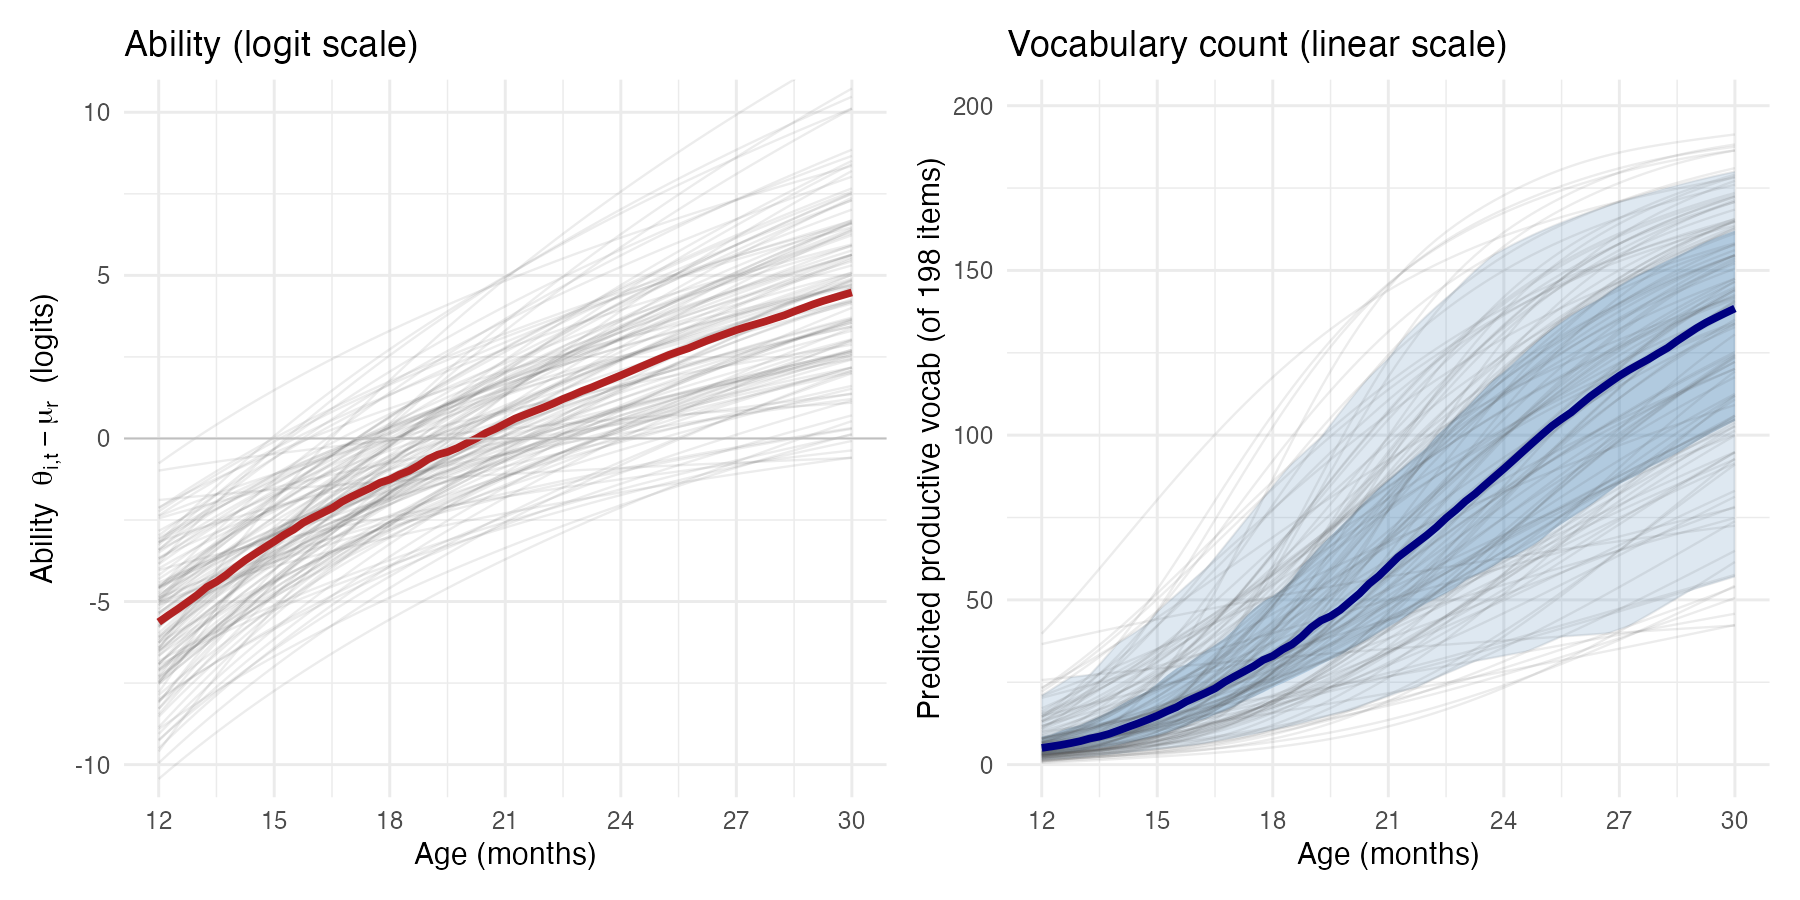 Ability (logit scale)
Ability θi,t − μr (logits)
10
5
0
-5
-10
12 15 18 21 24 27 30
Age (months)
Vocabulary count (linear scale)
Predicted productive vocab (of 198 items)
200
150
100
50
0
12 15 18 21 24 27 30
Age (months)